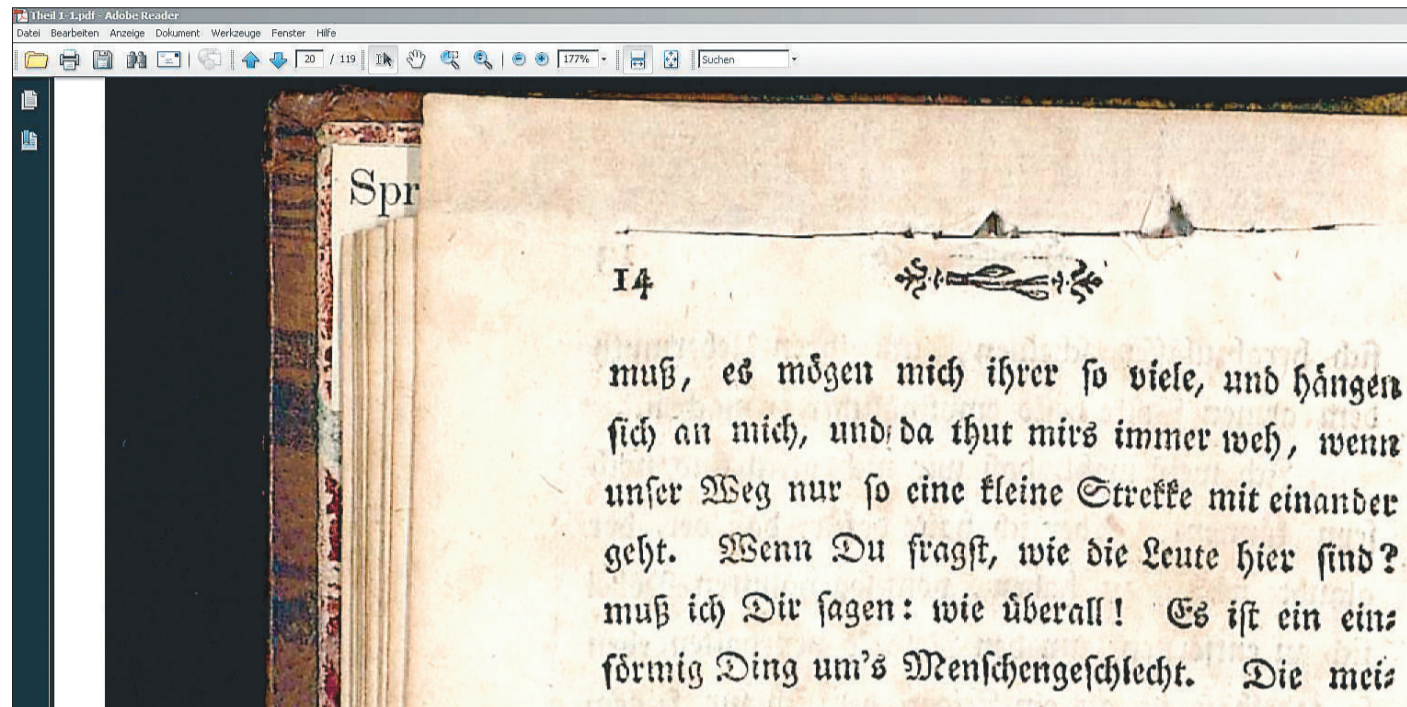 Theil 1-1.pdf - Adobe Reader
Datei Bearbeiten Anzeige Dokument Werkzeuge Fenster Hilfe
20 / 119 177% Suchen
Spr
14
muß, es mögen mich ihrer ſo viele, und hängen
ſich an mich, und da thut mirs immer weh, wenn
unſer Weg nur ſo eine kleine Strekke mit einander
geht. Wenn Du fragſt, wie die Leute hier ſind?
muß ich Dir ſagen: wie überall! Es iſt ein ein⸗
förmig Ding um's Menſchengeſchlecht. Die mei⸗